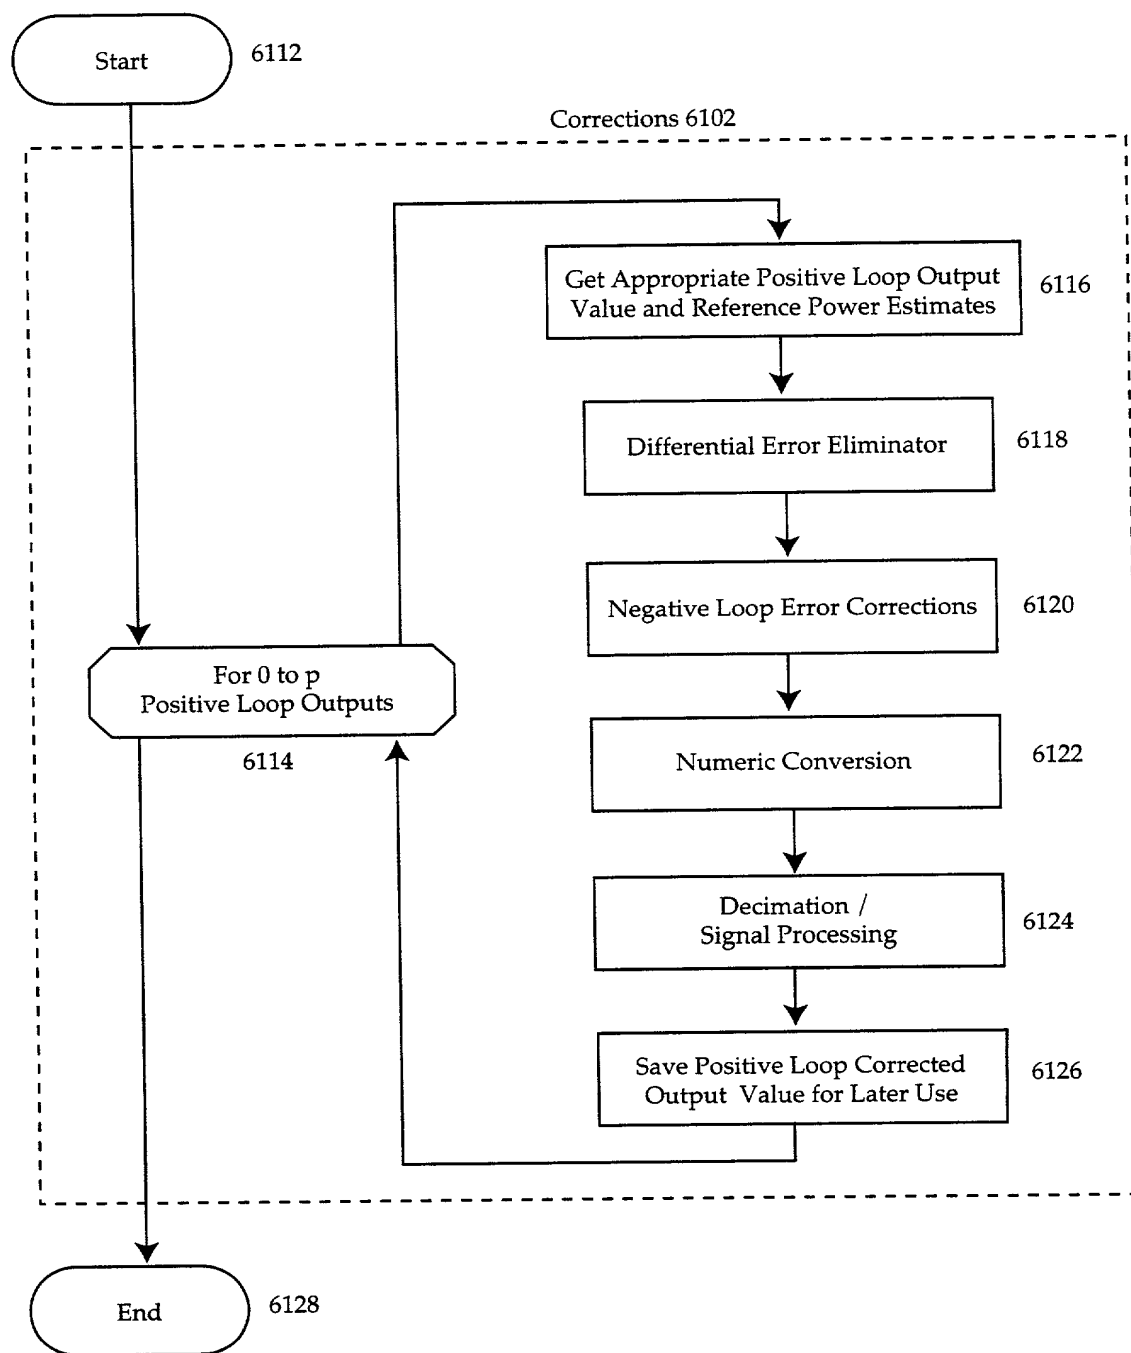 Start
6112
Corrections 6102
Get Appropriate Positive Loop Output
Value and Reference Power Estimates
6116
Differential Error Eliminator
6118
Negative Loop Error Corrections
6120
For 0 to p
Positive Loop Outputs
6114
Numeric Conversion
6122
Decimation /
Signal Processing
6124
Save Positive Loop Corrected
Output Value for Later Use
6126
End
6128